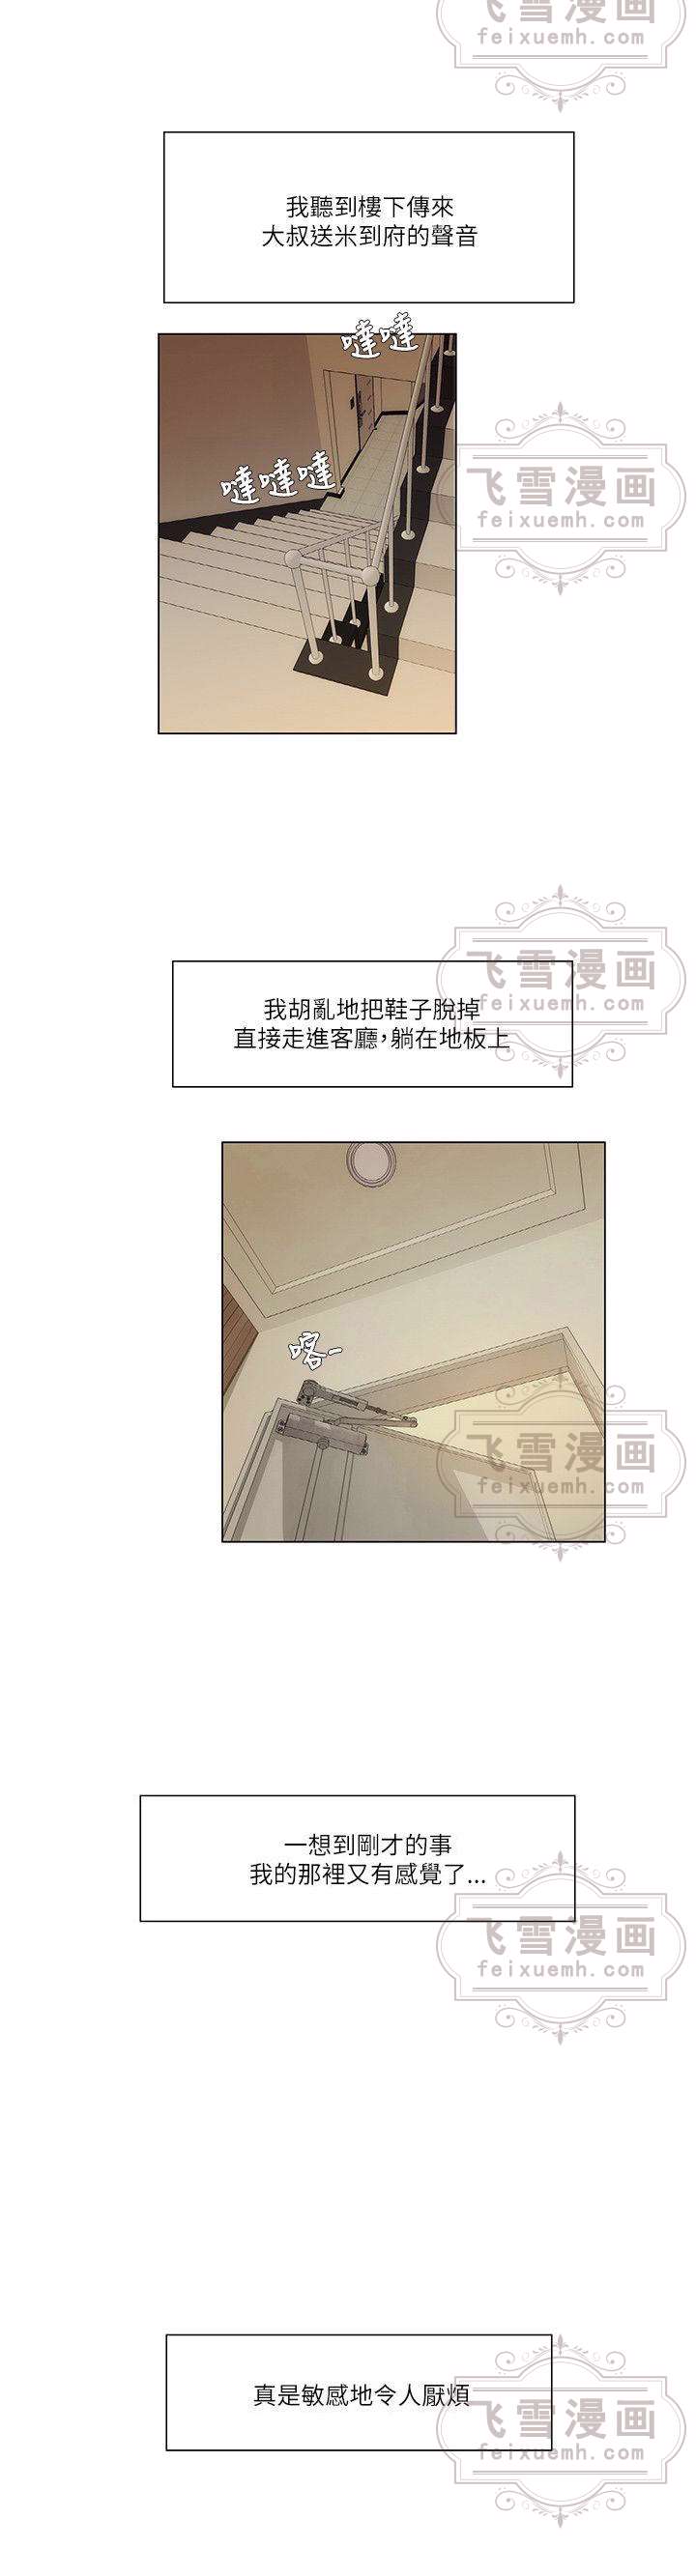 飞雪漫画
feixuemh.com
我聽到樓下傳來
大叔送米到府的聲音
噠噠
噠噠噠
飞雪漫画
feixuemh.com
飞雪漫画
feixuemh.com
我胡亂地把鞋子脫掉
直接走進客廳,躺在地板上
喀-
飞雪漫画
feixuemh.com
一想到剛才的事
我的那裡又有感覺了...
飞雪漫画
feixuemh.com
真是敏感地令人厭煩
飞雪漫画
feixuemh.com